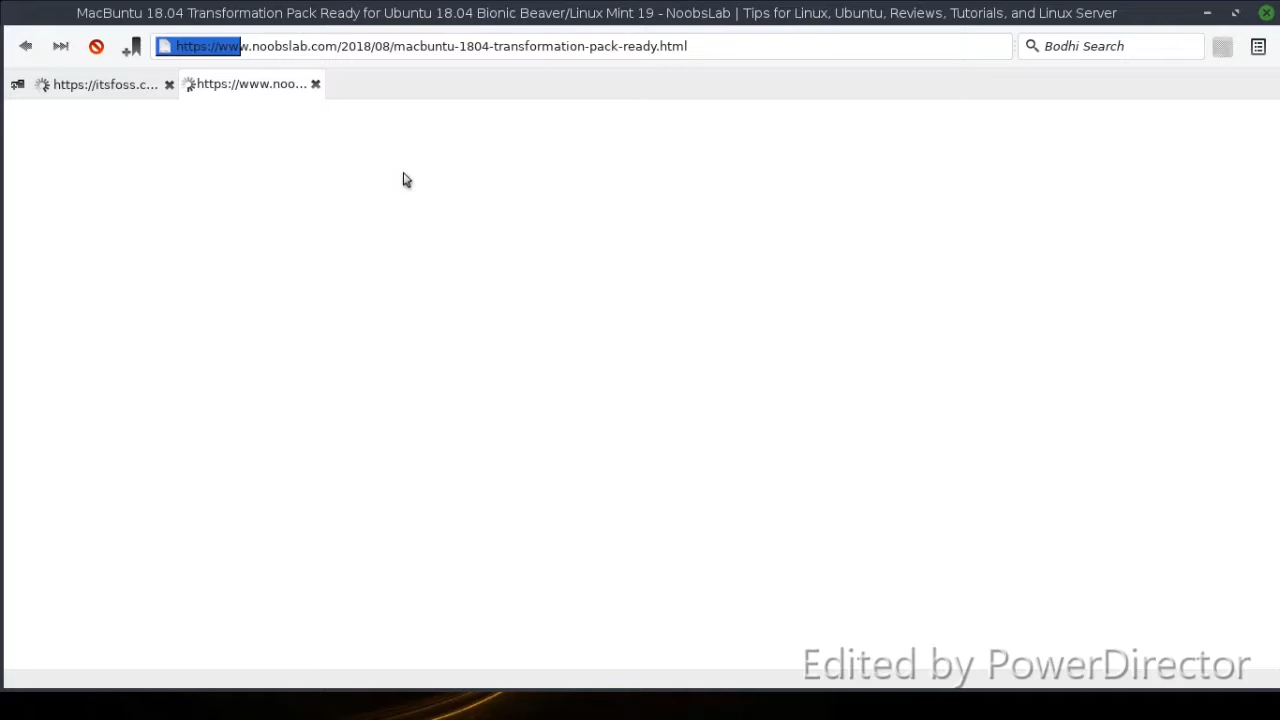 MacBuntu 18.04 Transformation Pack Ready for Ubuntu 18.04 Bionic Beaver/Linux Mint 19 - NoobsLab | Tips for Linux, Ubuntu, Reviews, Tutorials, and Linux Server
https://www.noobslab.com/2018/08/macbuntu-1804-transformation-pack-ready.html
Bodhi Search
https://itsfoss.c...
https://www.noo...
Edited by PowerDirector